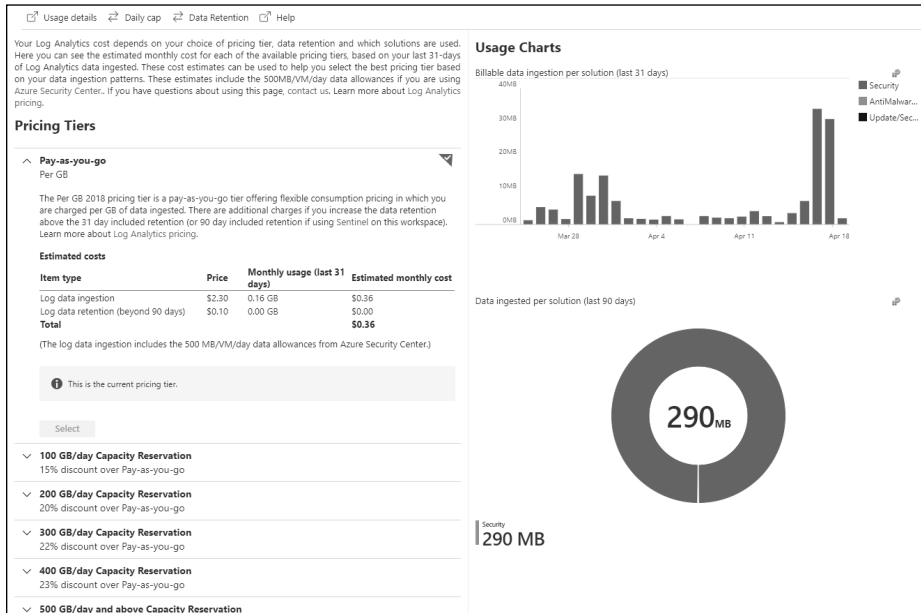 Usage details Daily cap Data Retention Help
Your Log Analytics cost depends on your choice of pricing tier, data retention and which solutions are used.
Here you can see the estimated monthly cost for each of the available pricing tiers, based on your last 31-days
of Log Analytics data ingested. These cost estimates can be used to help you select the best pricing tier based
on your data ingestion patterns. These estimates include the 500MB/VM/day data allowances if you are using
Azure Security Center.. If you have questions about using this page, contact us. Learn more about Log Analytics
pricing.
Pricing Tiers
Pay-as-you-go
Per GB
The Per GB 2018 pricing tier is a pay-as-you-go tier offering flexible consumption pricing in which you
are charged per GB of data ingested. There are additional charges if you increase the data retention
above the 31 day included retention (or 90 day included retention if using Sentinel on this workspace).
Learn more about Log Analytics pricing.
Estimated costs
Item type Price Monthly usage (last 31 days) Estimated monthly cost
Log data ingestion $2.30 0.16 GB $0.36
Log data retention (beyond 90 days) $0.10 0.00 GB $0.00
Total $0.36
(The log data ingestion includes the 500 MB/VM/day data allowances from Azure Security Center.)
This is the current pricing tier.
Select
100 GB/day Capacity Reservation
15% discount over Pay-as-you-go
200 GB/day Capacity Reservation
20% discount over Pay-as-you-go
300 GB/day Capacity Reservation
22% discount over Pay-as-you-go
400 GB/day Capacity Reservation
23% discount over Pay-as-you-go
500 GB/day and above Capacity Reservation
Usage Charts
Billable data ingestion per solution (last 31 days)
40MB
30MB
20MB
10MB
0MB
Mar 28 Apr 4 Apr 11 Apr 18
Security
AntiMalwar...
Update/Sec...
Data ingested per solution (last 90 days)
290MB
Security
290 MB